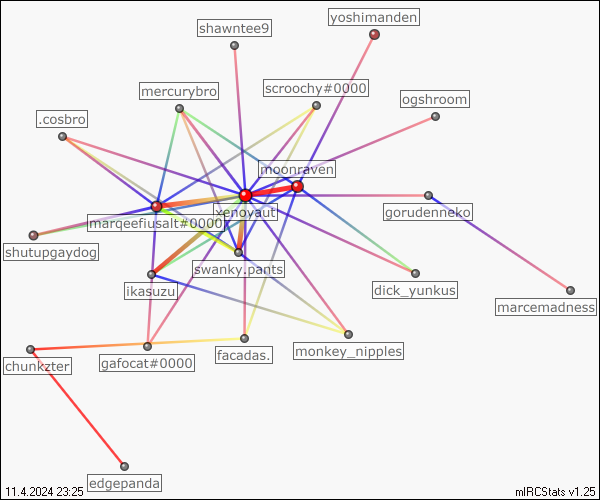 yoshimanden
shawntee9
mercurybro
scroochy#0000
ogshroom
.cosbro
moonraven
xenoyaut
gorudenneko
marqeefiusalt#0000
shutupgaydog
swanky.pants
ikasuzu
dick_yunkus
marcemadness
monkey_nipples
facadas.
gafocat#0000
chunkzter
edgepanda
11.4.2024 23:25
mIRCStats v1.25